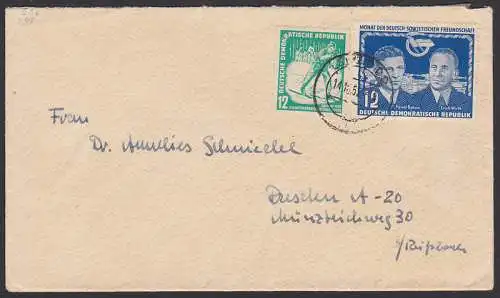 DEUTSCHE DEMOKRATISCHE REPUBLIK
12
MONAT DER DEUTSCH-SOWJETISCHEN FREUNDSCHAFT
12
DEUTSCHE DEMOKRATISCHE REPUBLIK
Frau
Dr. Annelies Schmiedel
Dresden A-20
Münzteichweg 30